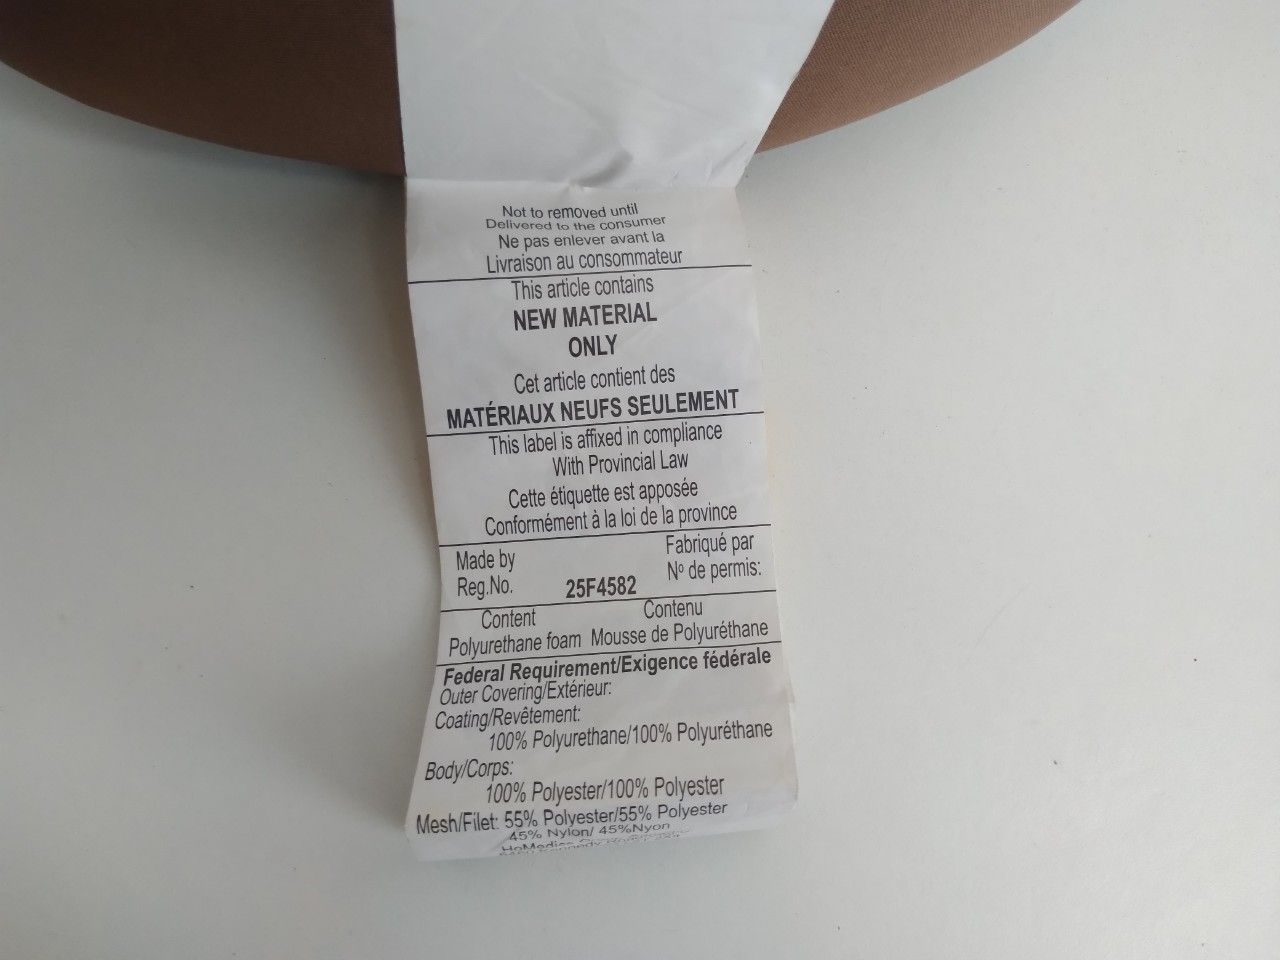 Not to removed until
Delivered to the consumer
Ne pas enlever avant la
Livraison au consommateur
This article contains
NEW MATERIAL
ONLY
Cet article contient des
MATÉRIAUX NEUFS SEULEMENT
This label is affixed in compliance
With Provincial Law
Cette étiquette est apposée
Conformément à la loi de la province
Made by Fabriqué par
Reg.No. 25F4582 Nº de permis:
Content Contenu
Polyurethane foam Mousse de Polyuréthane
Federal Requirement/Exigence fédérale
Outer Covering/Extérieur:
Coating/Revêtement:
100% Polyurethane/100% Polyuréthane
Body/Corps:
100% Polyester/100% Polyester
Mesh/Filet: 55% Polyester/55% Polyester
45% Nylon/ 45%Nyon
HoMedics